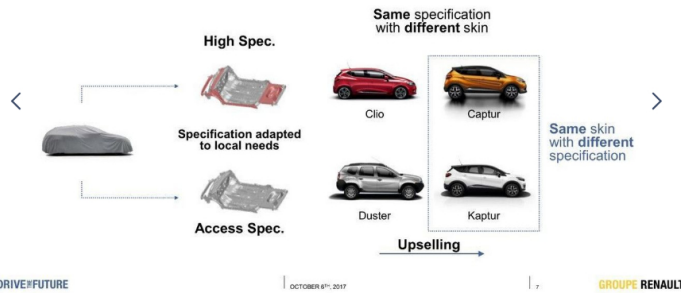 Same specification
with different skin
High Spec.
Clio
Captur
Specification adapted
to local needs
Same skin
with different
specification
Duster
Kaptur
Access Spec.
Upselling
DRIVE THE FUTURE
OCTOBER 6TH, 2017
7
GROUPE RENAULT